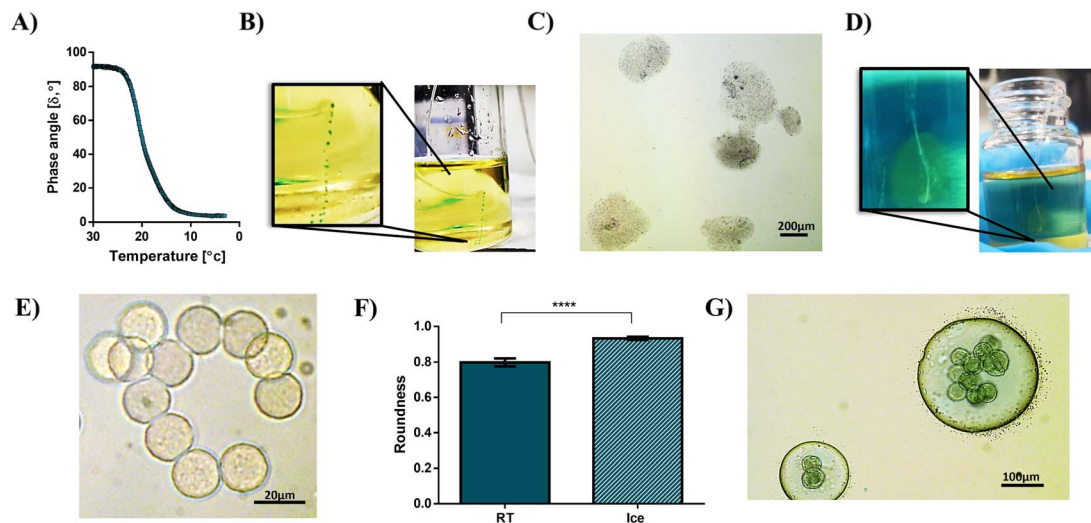 A)
B)
C)
D)
100
80
60
40
20
0
Phase angle [δ,°]
30
20
10
0
Temperature [°c]
200μm
E)
F)
G)
****
1.0
0.8
0.6
0.4
0.2
0.0
Roundness
RT
Ice
20μm
100μm